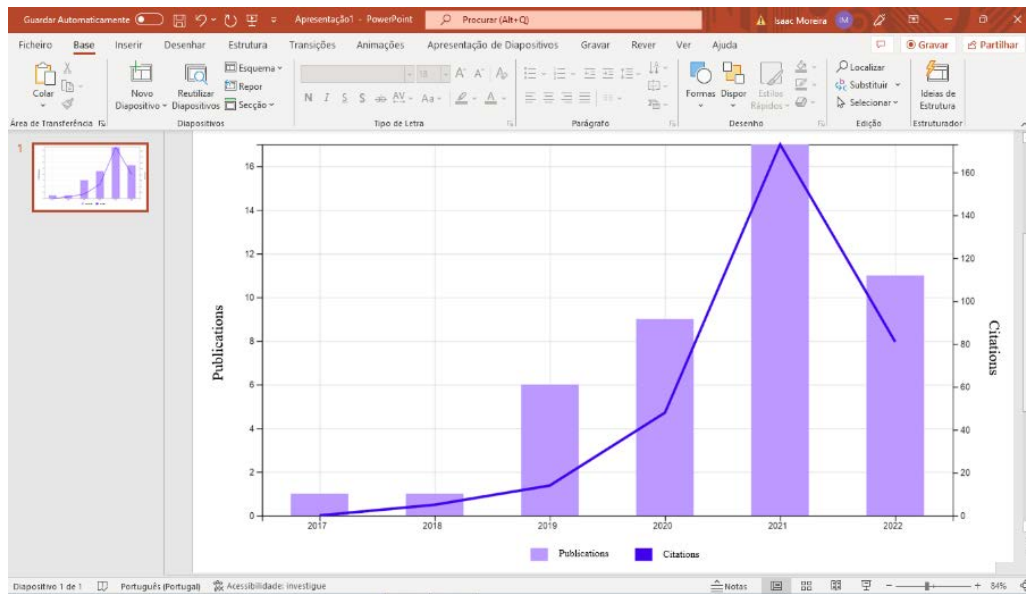 Guardar Automaticamente Apresentação1 - PowerPoint Procurar (Alt+Q) Isaac Moreira IM
Ficheiro Base Inserir Desenhar Estrutura Transições Animações Apresentação de Diapositivos Gravar Rever Ver Ajuda Gravar Partilhar
Colar
Novo Diapositivo
Reutilizar Diapositivos
Esquema
Repor
Secção
18
N I S S ab AV Aa A
Formas Dispor Estilos Rápidos
Localizar
Substituir
Selecionar
Ideias de Estrutura
Área de Transferência Diapositivos Tipo de Letra Parágrafo Desenho Edição Estruturador
1
Publications
16
14
12
10
8
6
4
2
0
160
140
120
100
80
60
40
20
0
Citations
2017 2018 2019 2020 2021 2022
Publications Citations
Diapositivo 1 de 1 Português (Portugal) Acessibilidade: investigue Notas 84%